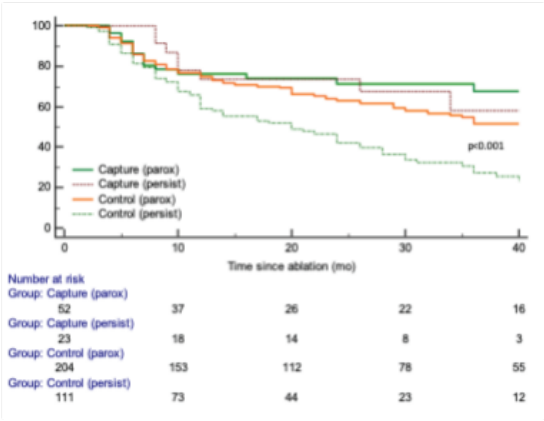 100
80
60
40
20
0
p<0.001
Capture (parox)
Capture (persist)
Control (parox)
Control (persist)
0 10 20 30 40
Time since ablation (mo)
Number at risk
Group: Capture (parox)
52 37 26 22 16
Group: Capture (persist)
23 18 14 8 3
Group: Control (parox)
204 153 112 78 55
Group: Control (persist)
111 73 44 23 12